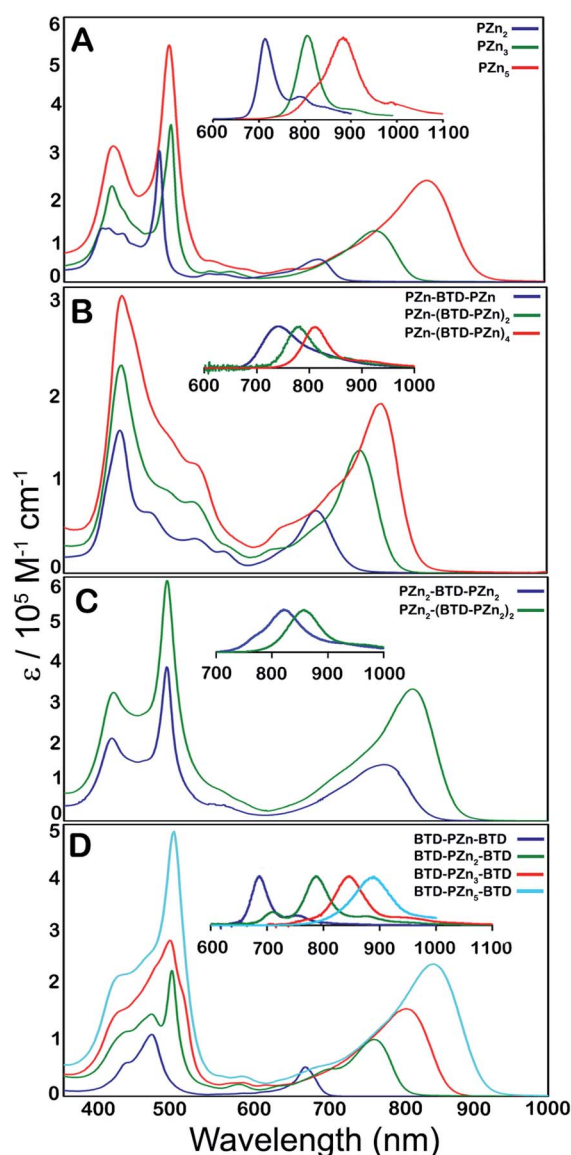 A
PZn2
PZn3
PZn5
6
5
4
3
2
1
0
600 700 800 900 1000 1100
B
PZn-BTD-PZn
PZn-(BTD-PZn)2
PZn-(BTD-PZn)4
3
2
1
0
600 700 800 900 1000
C
PZn2-BTD-PZn2
PZn2-(BTD-PZn2)2
6
5
4
3
2
1
0
700 800 900 1000
D
BTD-PZn-BTD
BTD-PZn2-BTD
BTD-PZn3-BTD
BTD-PZn5-BTD
5
4
3
2
1
0
600 700 800 900 1000 1100
ε / 10⁵ M⁻¹ cm⁻¹
400 500 600 700 800 900 1000
Wavelength (nm)